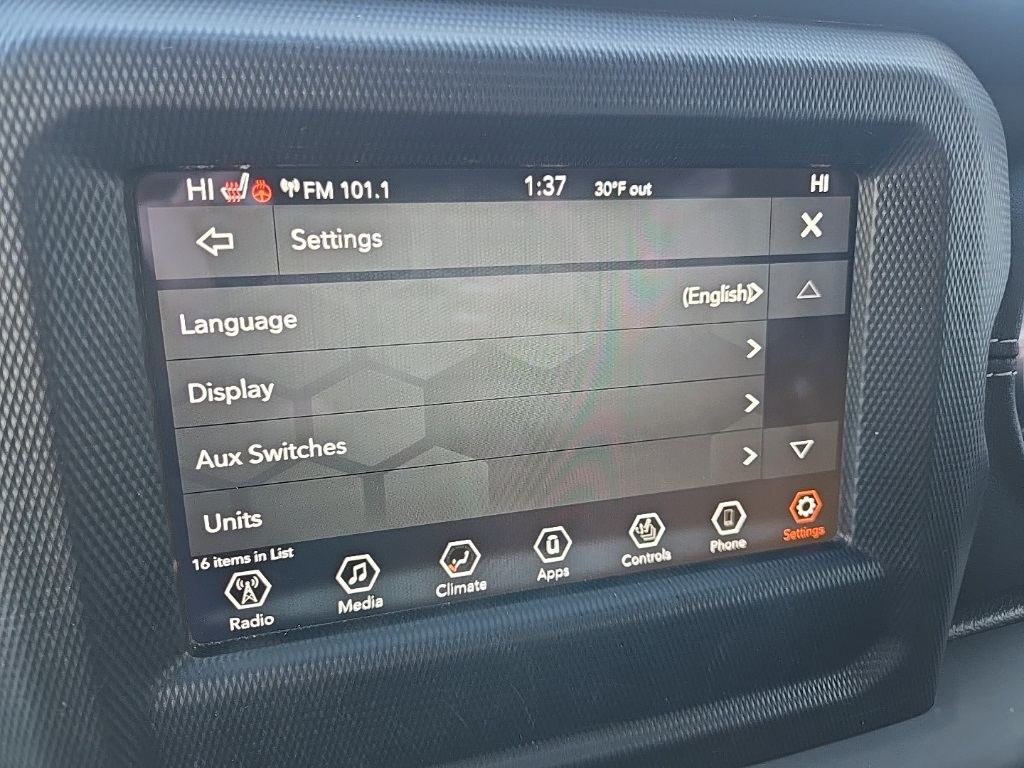 HI FM 101.1 1:37 30°F out HI
Settings X
Language (English)
Display
Aux Switches
Units
16 items in List
Radio Media Climate Apps Controls Phone Settings